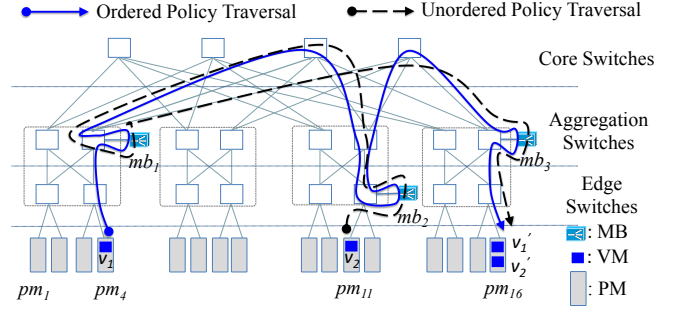 Ordered Policy Traversal
Unordered Policy Traversal
Core Switches
Aggregation
Switches
mb1
mb3
Edge
Switches
mb2
: MB
v1
v2
v1′
: VM
v2′
: PM
pm1
pm4
pm11
pm16